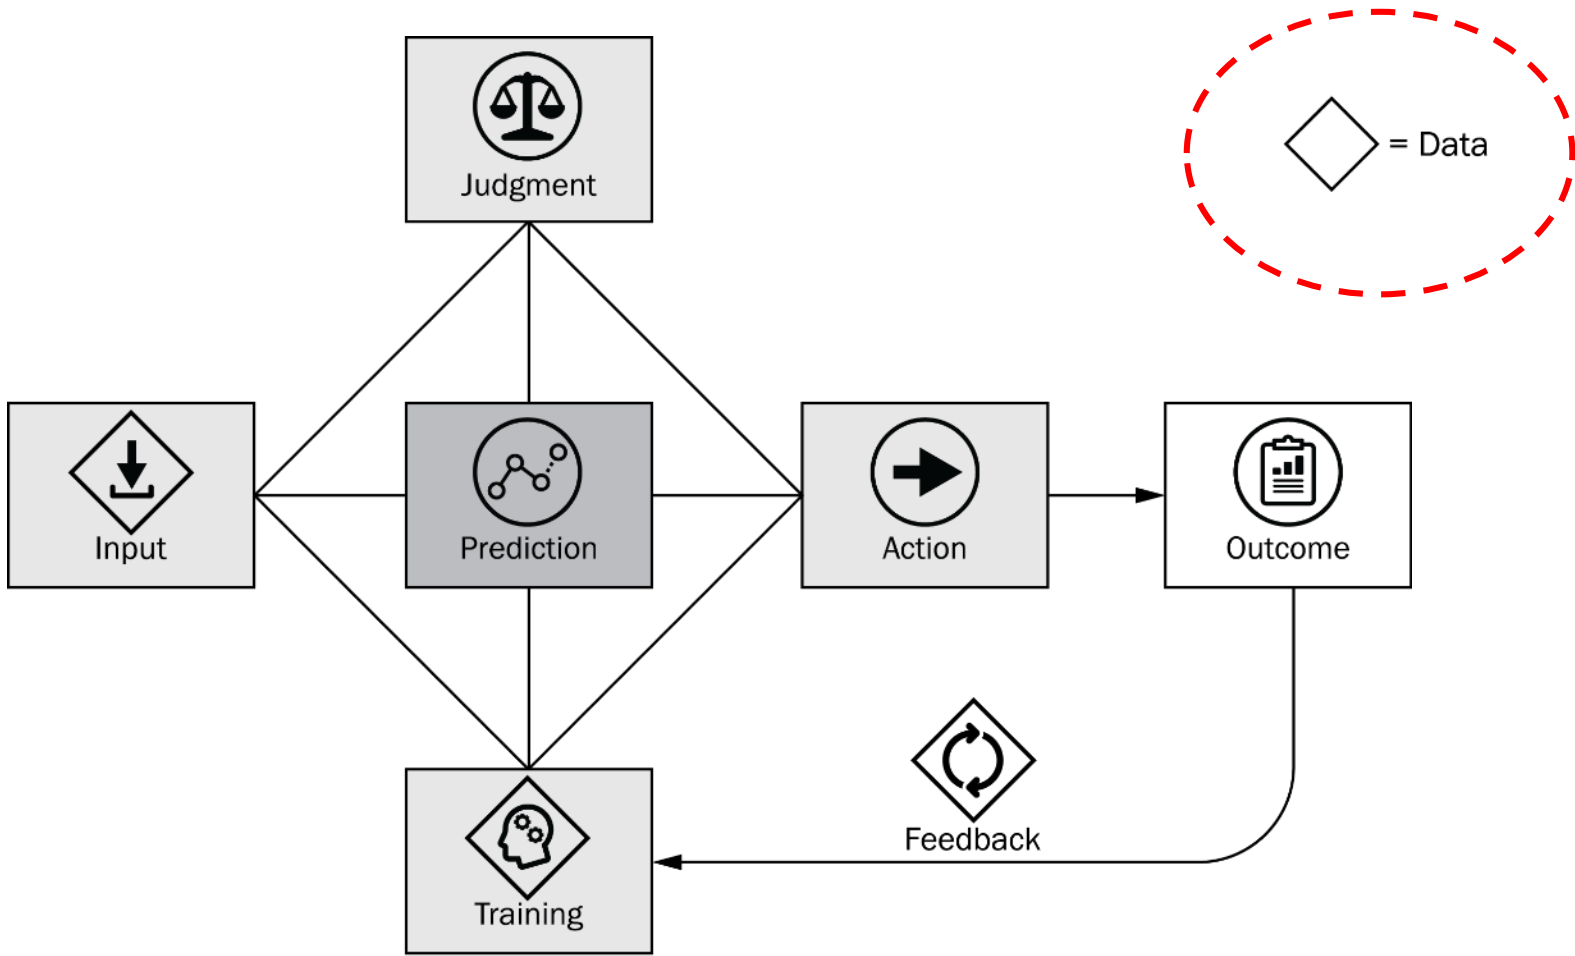 Judgment
= Data
Input
Prediction
Action
Outcome
Feedback
Training